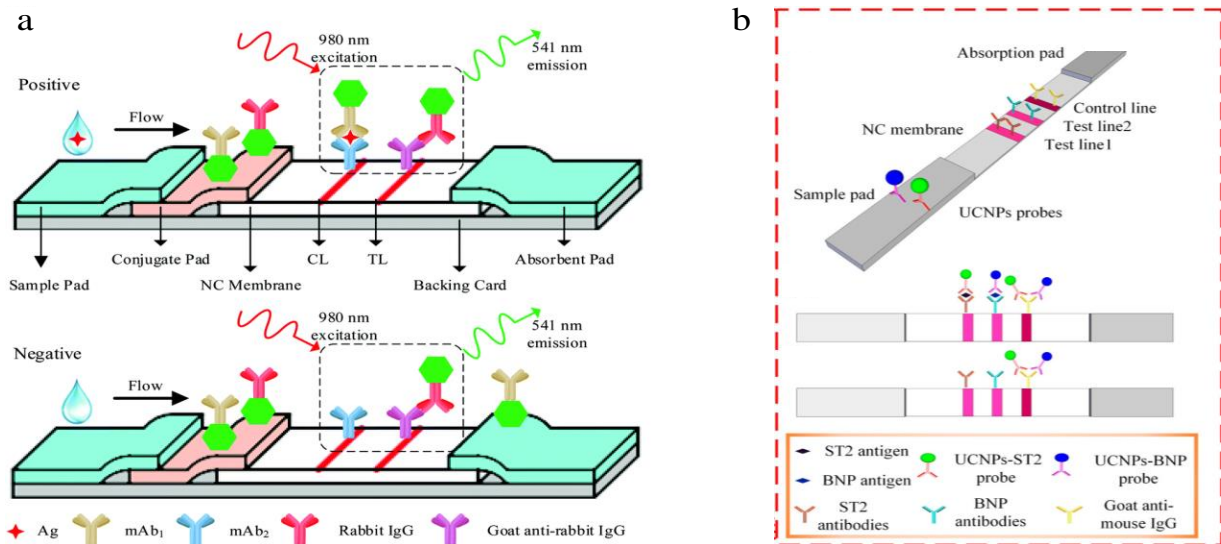 a
Positive
Flow
980 nm
excitation
541 nm
emission
Sample Pad
Conjugate Pad
NC Membrane
CL
TL
Backing Card
Absorbent Pad
Negative
Flow
980 nm
excitation
541 nm
emission
Ag
mAb₁
mAb₂
Rabbit IgG
Goat anti-rabbit IgG
b
Absorption pad
Control line
NC membrane
Test line2
Test line1
Sample pad
UCNPs probes
ST2 antigen
BNP antigen
UCNPs-ST2
probe
UCNPs-BNP
probe
ST2
antibodies
BNP
antibodies
Goat anti-
mouse IgG